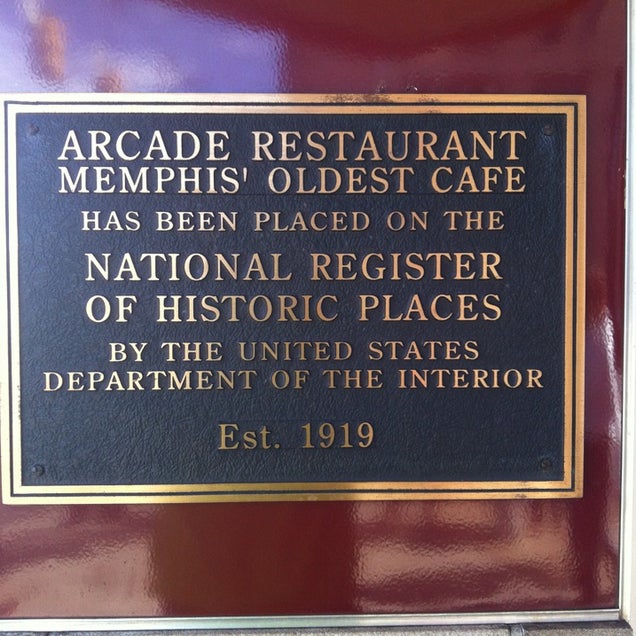 ARCADE RESTAURANT
MEMPHIS' OLDEST CAFE
HAS BEEN PLACED ON THE
NATIONAL REGISTER
OF HISTORIC PLACES
BY THE UNITED STATES
DEPARTMENT OF THE INTERIOR
Est. 1919